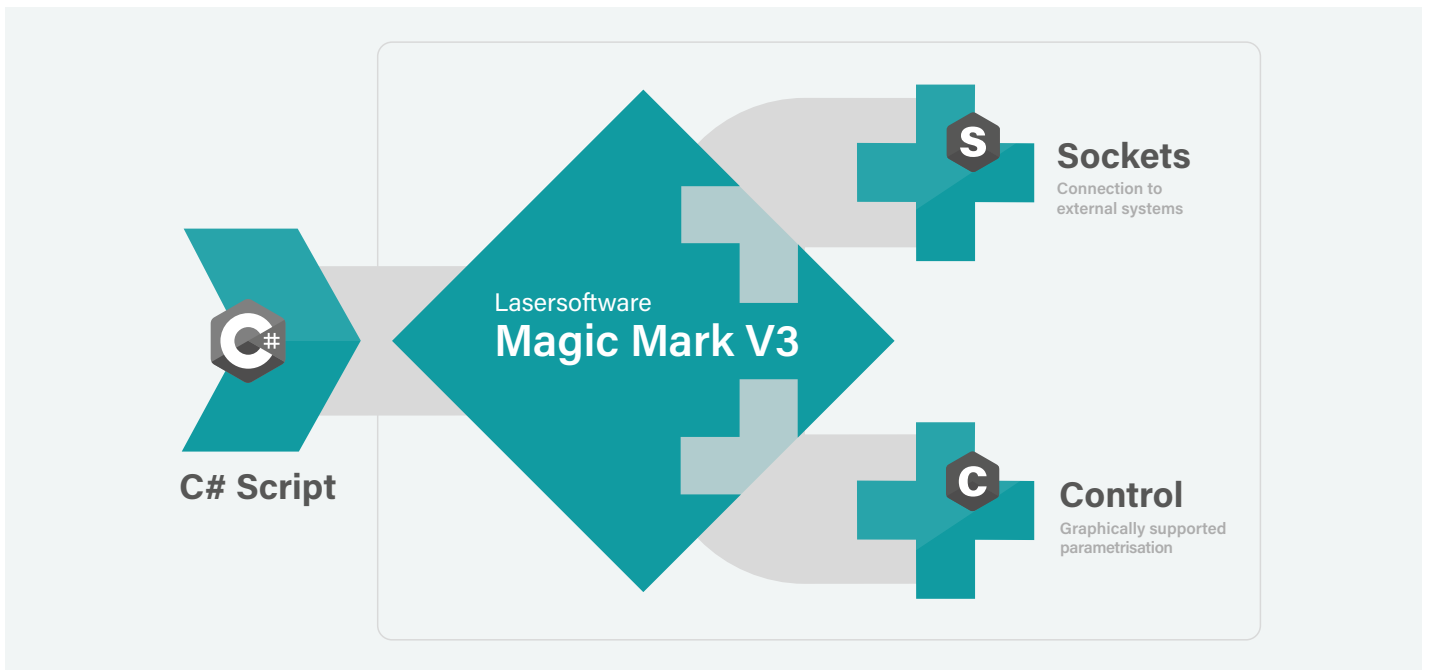 C#
C# Script
Lasersoftware
Magic Mark V3
S
Sockets
Connection to
external systems
C
Control
Graphically supported
parametrisation